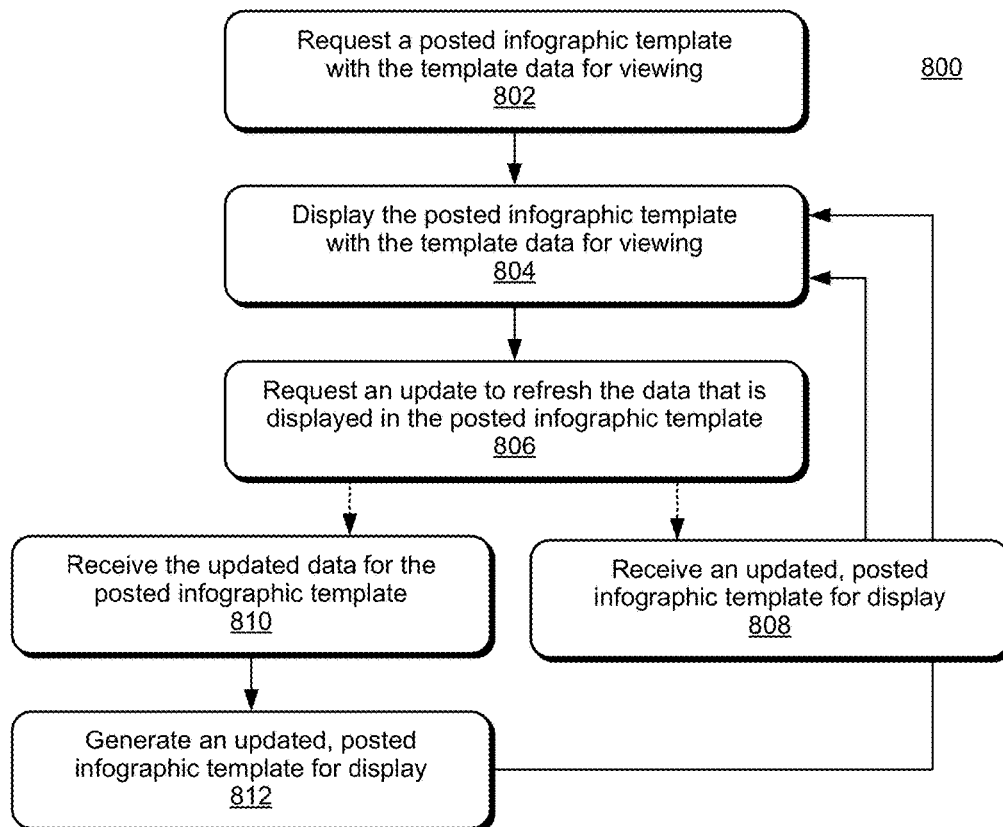 Request a posted infographic template
with the template data for viewing
802
800
Display the posted infographic template
with the template data for viewing
804
Request an update to refresh the data that is
displayed in the posted infographic template
806
Receive the updated data for the
posted infographic template
810
Receive an updated, posted
infographic template for display
808
Generate an updated, posted
infographic template for display
812